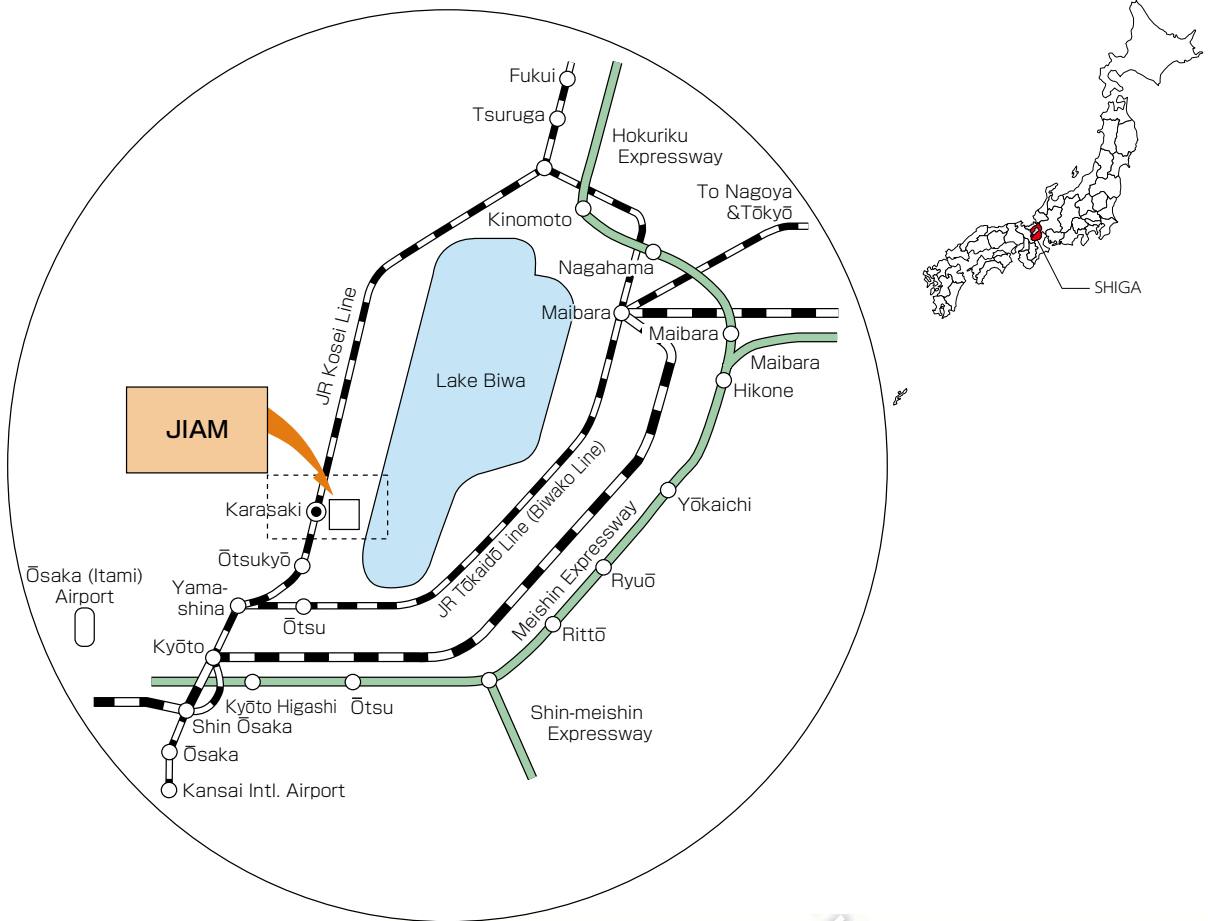 Fukui
Tsuruga
Hokuriku
Expressway
To Nagoya
&Tōkyō
Kinomoto
Nagahama
Maibara
Maibara
Maibara
Hikone
JR Kosei Line
Lake Biwa
JIAM
Karasaki
Ōtsukyō
Ōsaka (Itami)
Airport
Yama-
shina
Ōtsu
JR Tōkaidō Line (Biwako Line)
Meishin Expressway
Yōkaichi
Ryuō
Rittō
Kyōto
Kyōto Higashi
Ōtsu
Shin Ōsaka
Shin-meishin
Expressway
Ōsaka
Kansai Intl. Airport
SHIGA